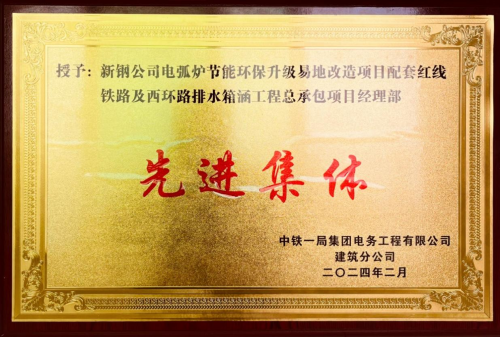 授予：新钢公司电弧炉节能环保升级易地改造项目配套红线
铁路及西环路排水箱涵工程总承包项目经理部
先进集体
中铁一局集团电务工程有限公司
建筑分公司
二〇二四年二月